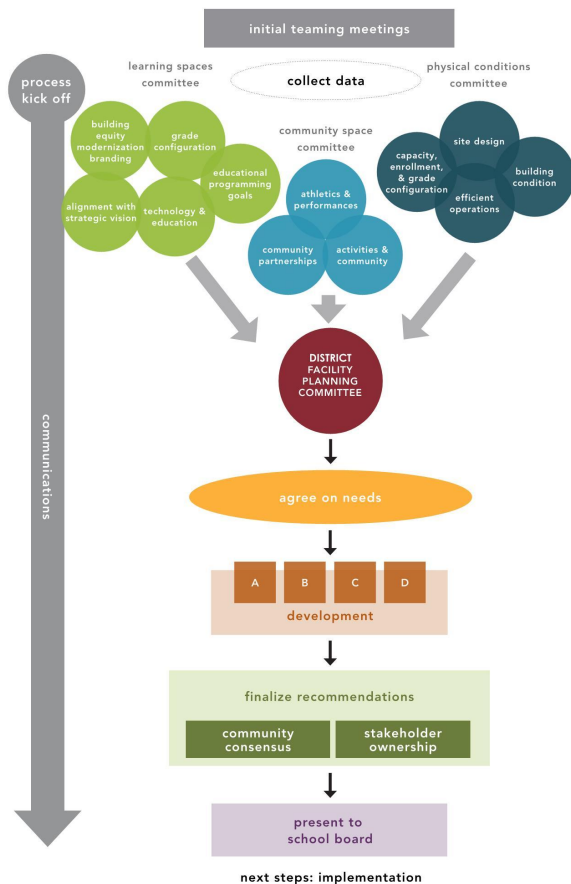 initial teaming meetings
process
kick off
learning spaces
committee
collect data
physical conditions
committee
building
equity
modernization
branding
grade
configuration
educational
programming
goals
alignment with
strategic vision
technology &
education
community space
committee
athletics &
performances
community
partnerships
activities &
community
capacity,
enrollment,
& grade
configuration
site design
building
condition
efficient
operations
DISTRICT
FACILITY
PLANNING
COMMITTEE
communications
agree on needs
A
B
C
D
development
finalize recommendations
community
consensus
stakeholder
ownership
present to
school board
next steps: implementation